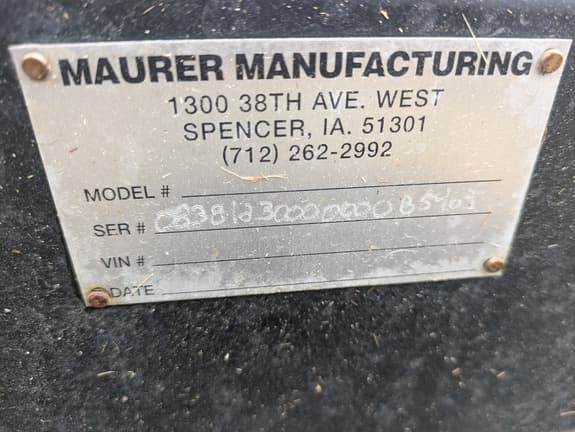 MAURER MANUFACTURING
1300 38TH AVE. WEST
SPENCER, IA. 51301
(712) 262-2992
MODEL #
SER #
VIN #
DATE